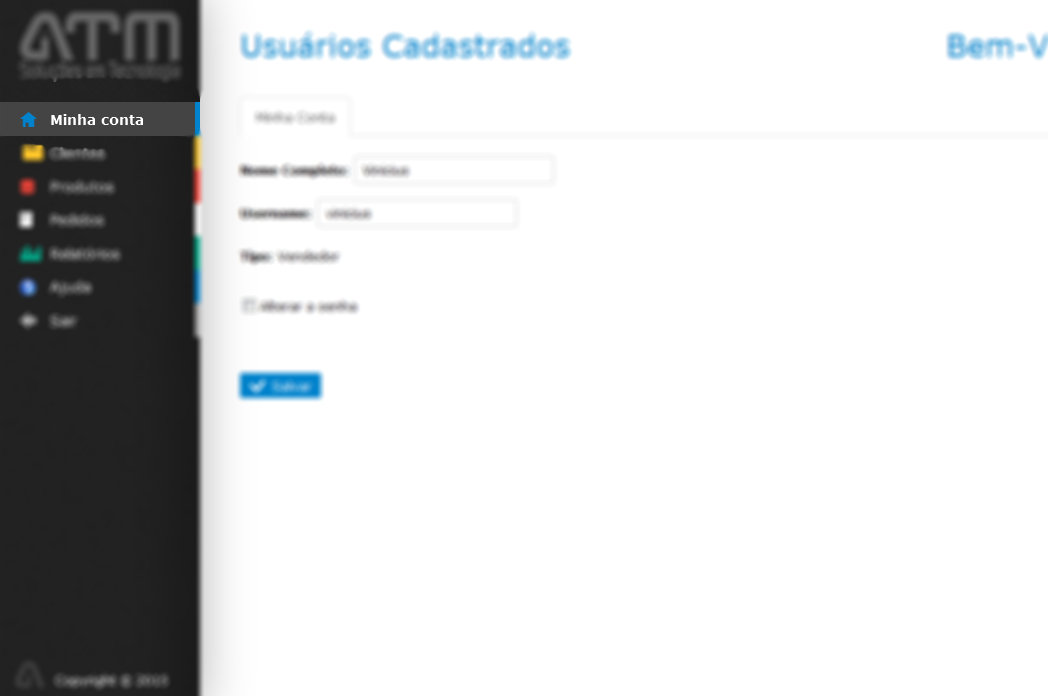 ATM
Soluções em Tecnologia
Minha conta
Clientes
Produtos
Pedidos
Relatórios
Ajuda
Sair
Copyright © 
Usuários Cadastrados
Bem-V
Minha Conta
Nome Completo: Vinicius
Username: vinicius
Tipo: Vendedor
Alterar a senha
Salvar